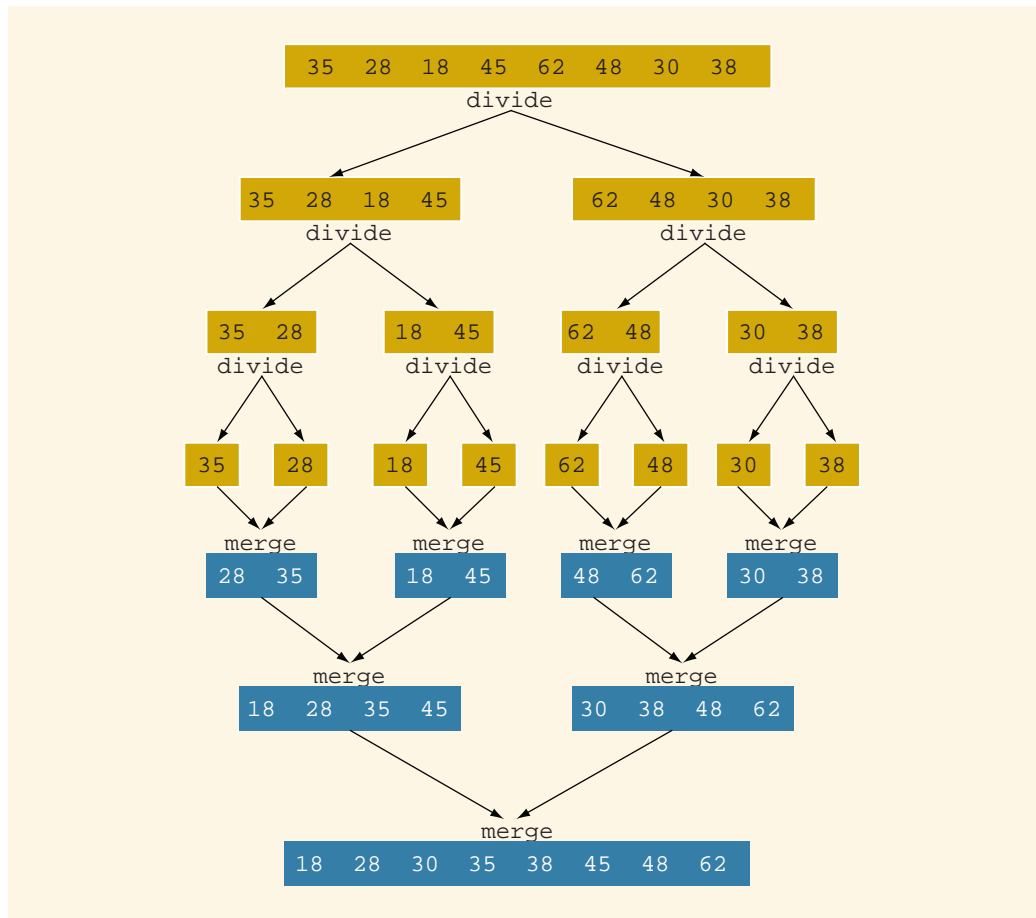 35 28 18 45 62 48 30 38
divide
35 28 18 45 62 48 30 38
divide divide
35 28 18 45 62 48 30 38
divide divide divide divide
35 28 18 45 62 48 30 38
merge merge merge merge
28 35 18 45 48 62 30 38
merge merge
18 28 35 45 30 38 48 62
merge
18 28 30 35 38 45 48 62